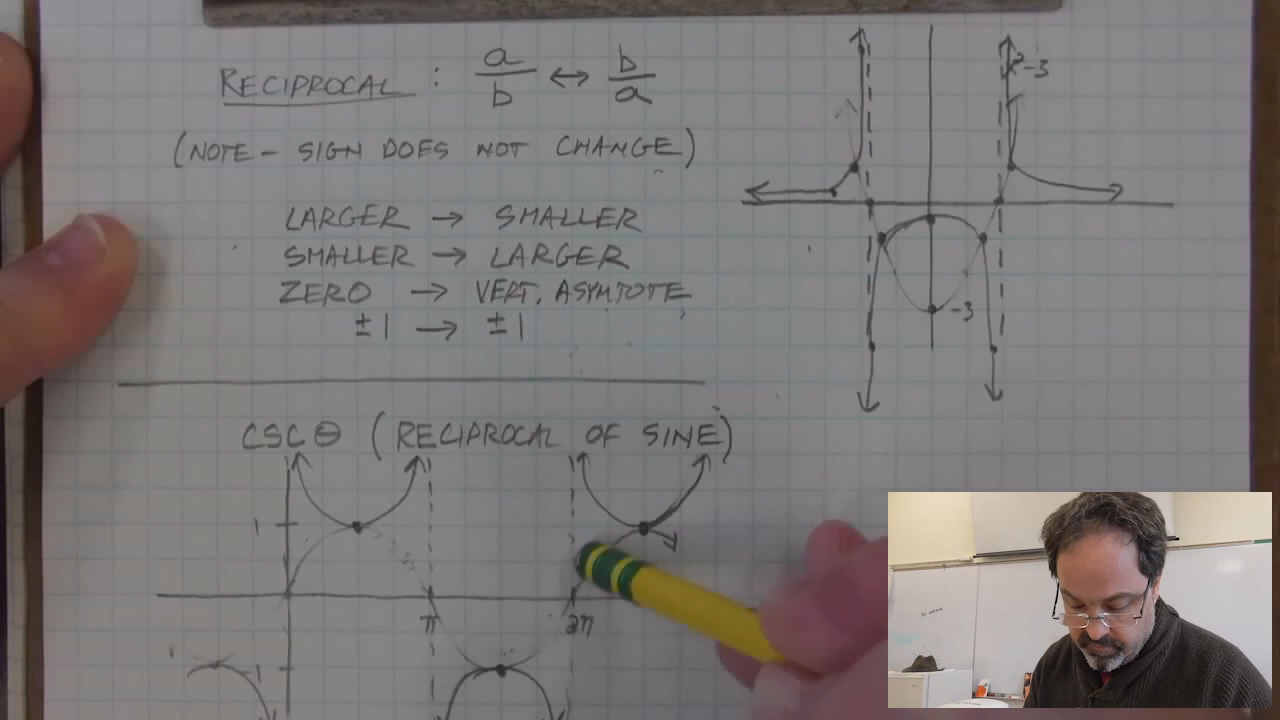 RECIPROCAL : a/b ↔ b/a
(NOTE - SIGN DOES NOT CHANGE)
LARGER → SMALLER
SMALLER → LARGER
ZERO → VERT. ASYMTOTE
±1 → ±1
x²-3
-3
CSC Θ (RECIPROCAL OF SINE)
1
π
2π